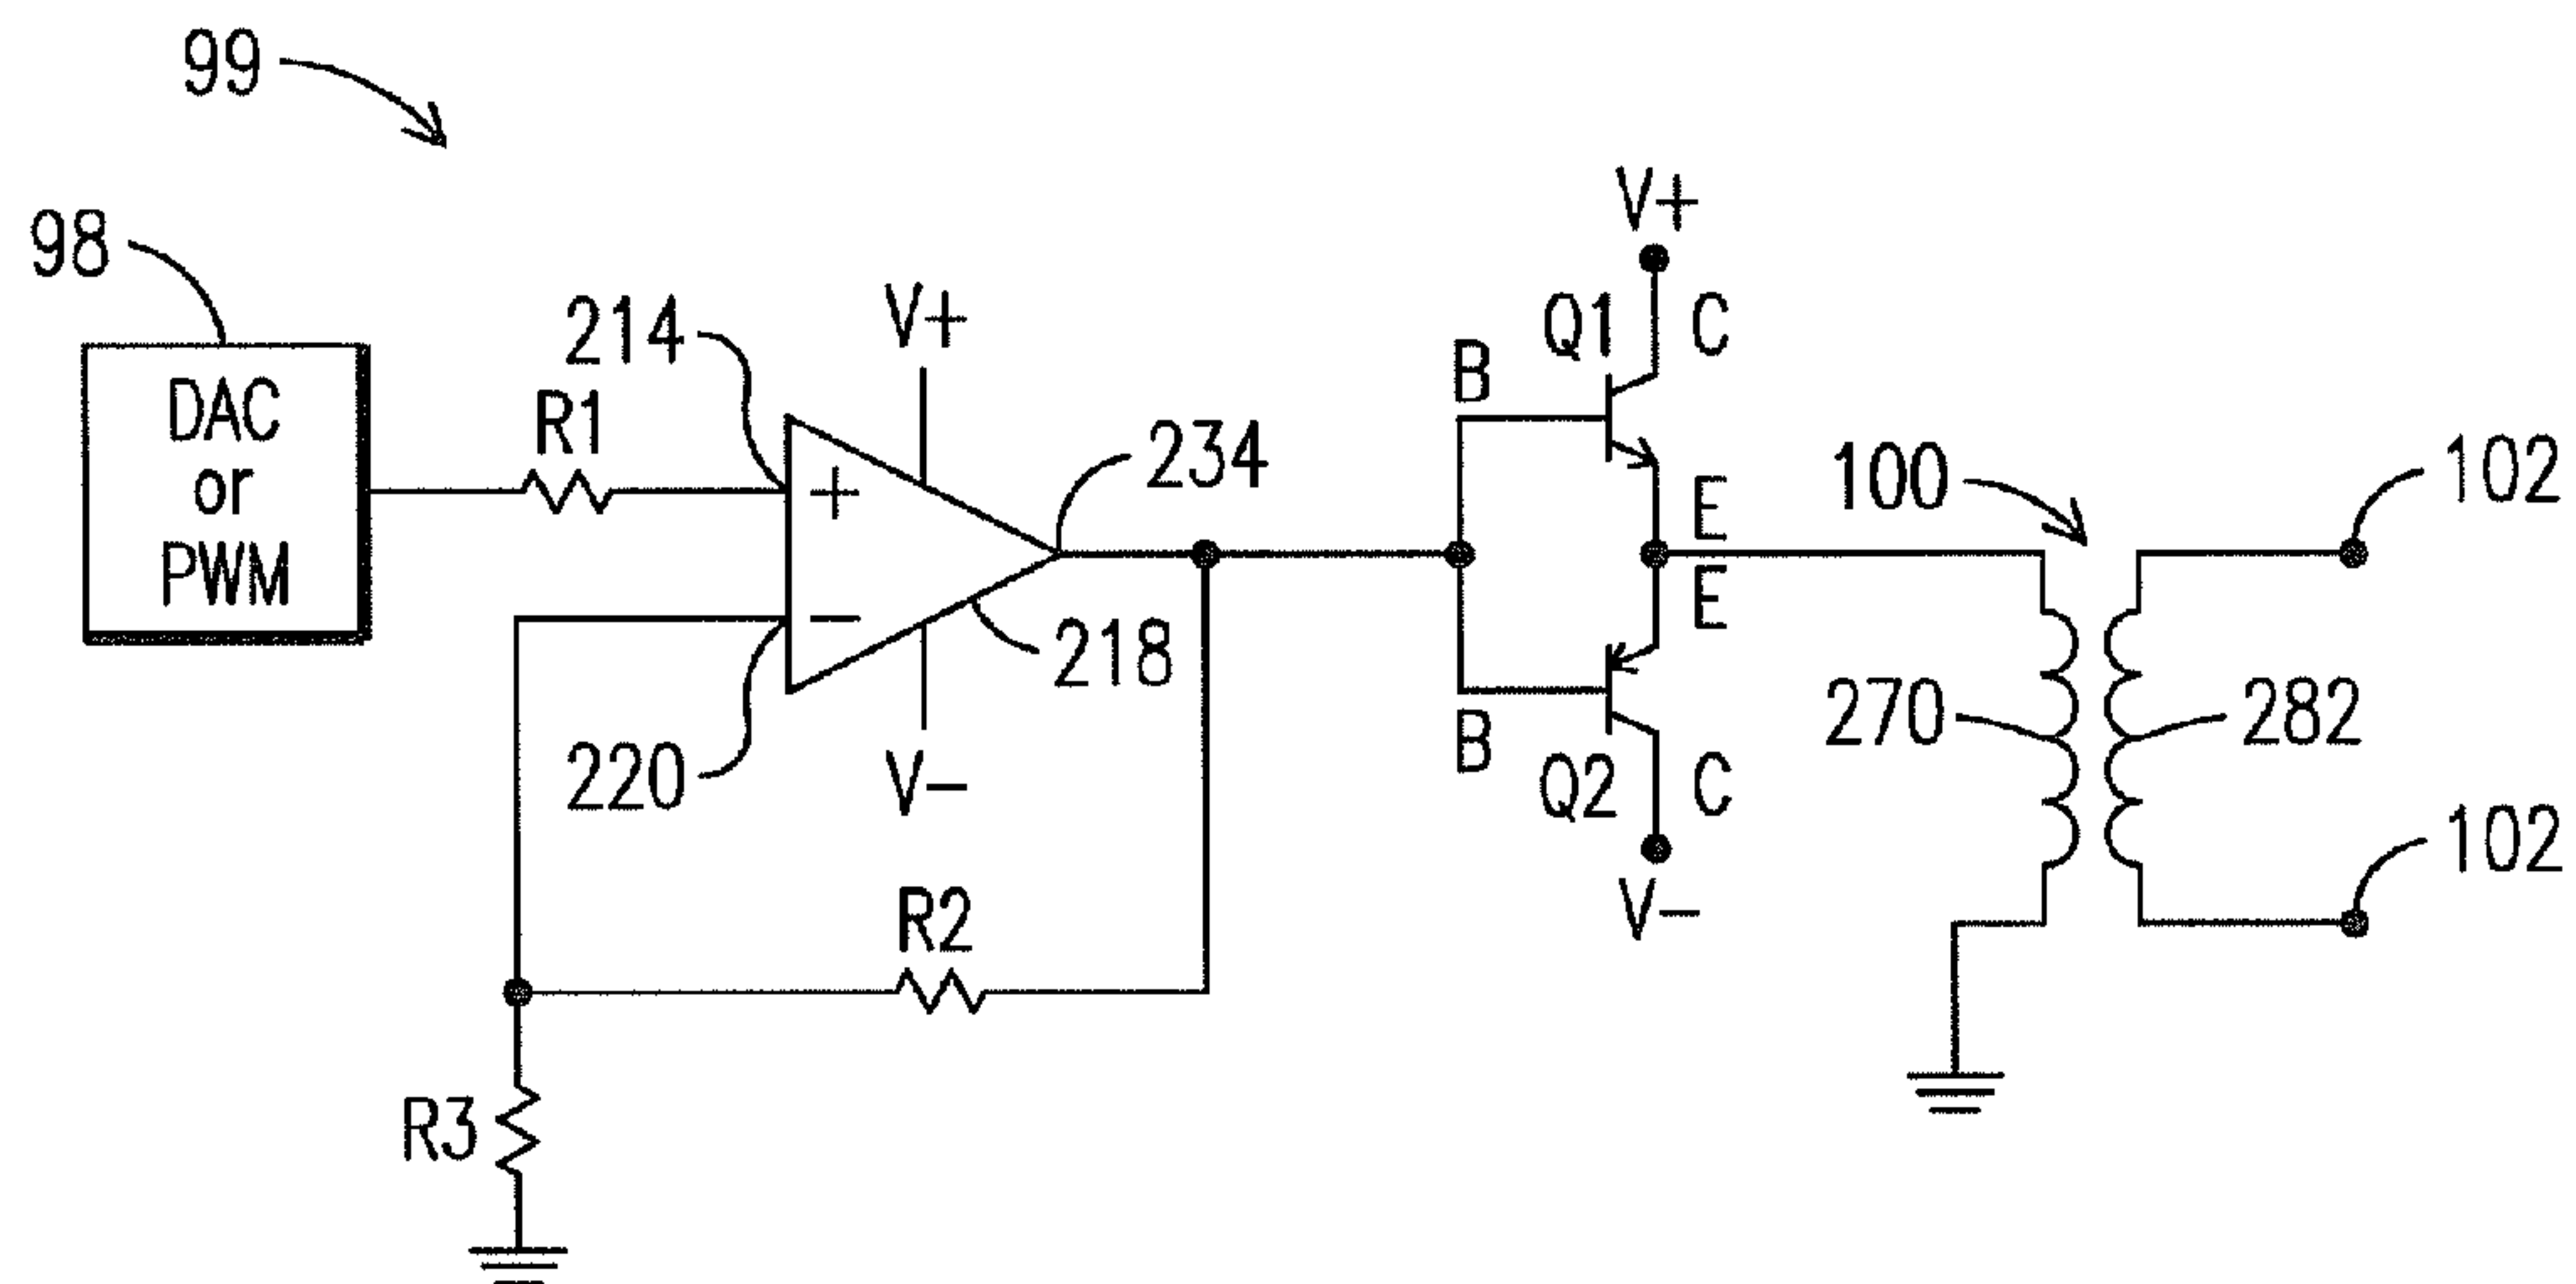 99
98
DAC
or
PWM
R1
214
V+
234
+
−
218
220
V−
R2
R3
V+
Q1
C
B
E
E
B
Q2
C
V−
100
102
270
282
102